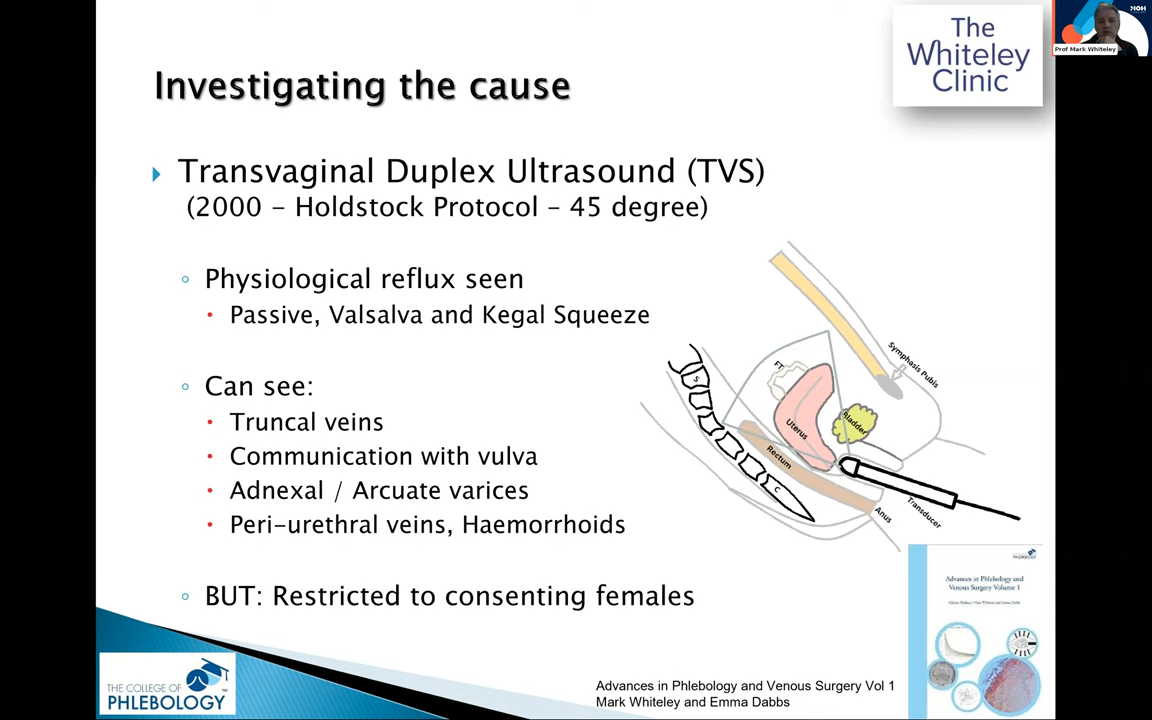 Investigating the cause
The
Whiteley
Clinic
Prof Mark Whiteley
Transvaginal Duplex Ultrasound (TVS)
(2000 – Holdstock Protocol – 45 degree)
Physiological reflux seen
Passive, Valsalva and Kegal Squeeze
Can see:
Truncal veins
Communication with vulva
Adnexal / Arcuate varices
Peri-urethral veins, Haemorrhoids
BUT: Restricted to consenting females
Symphasis Pubis
FT
S
Uterus
Bladder
Rectum
C
Anus
Transducer
PHLEBOLOGY
Advances in Phlebology and
Venous Surgery Volume 1
THE COLLEGE OF
PHLEBOLOGY
Advances in Phlebology and Venous Surgery Vol 1
Mark Whiteley and Emma Dabbs